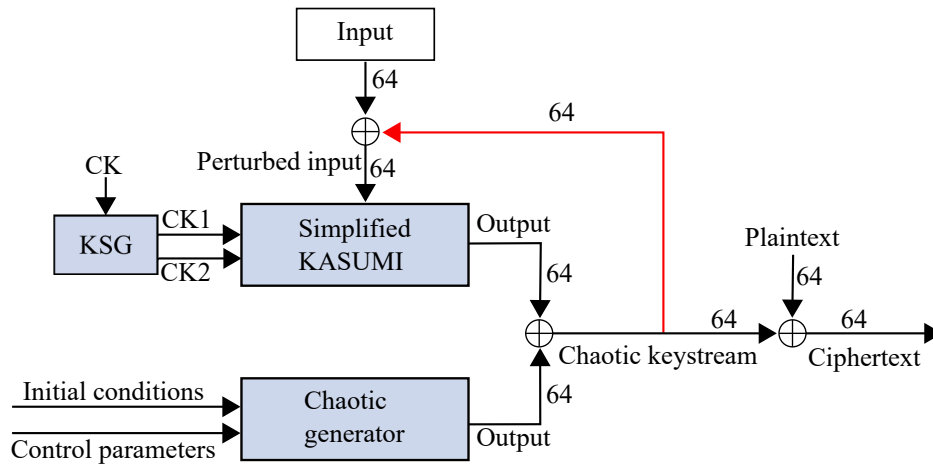 Input
64
64
Perturbed input
64
CK
KSG
CK1
CK2
Simplified
KASUMI
Output
64
Plaintext
64
Chaotic keystream
64
64
Ciphertext
Initial conditions
Control parameters
Chaotic
generator
Output
64